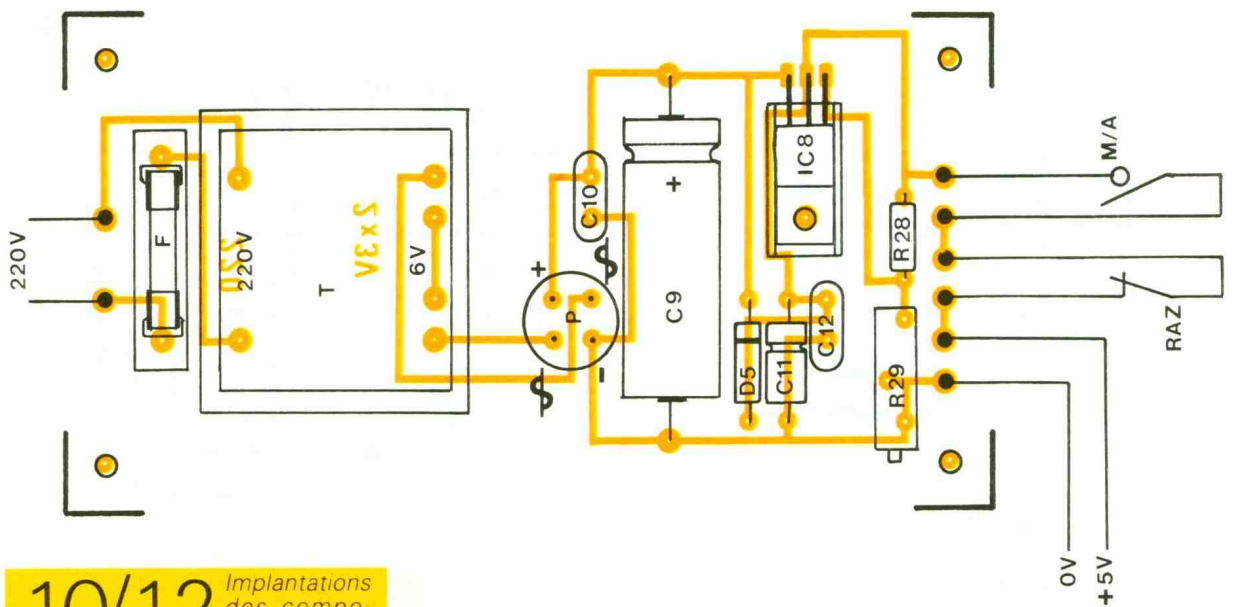 220V
F
220V
220
T
2x3V
6V
+
P
-
C10
+
C9
IC8
D5
C11
C12
R28
R29
M/A
RAZ
0V
+5V
10/12 Implantations
des compo-